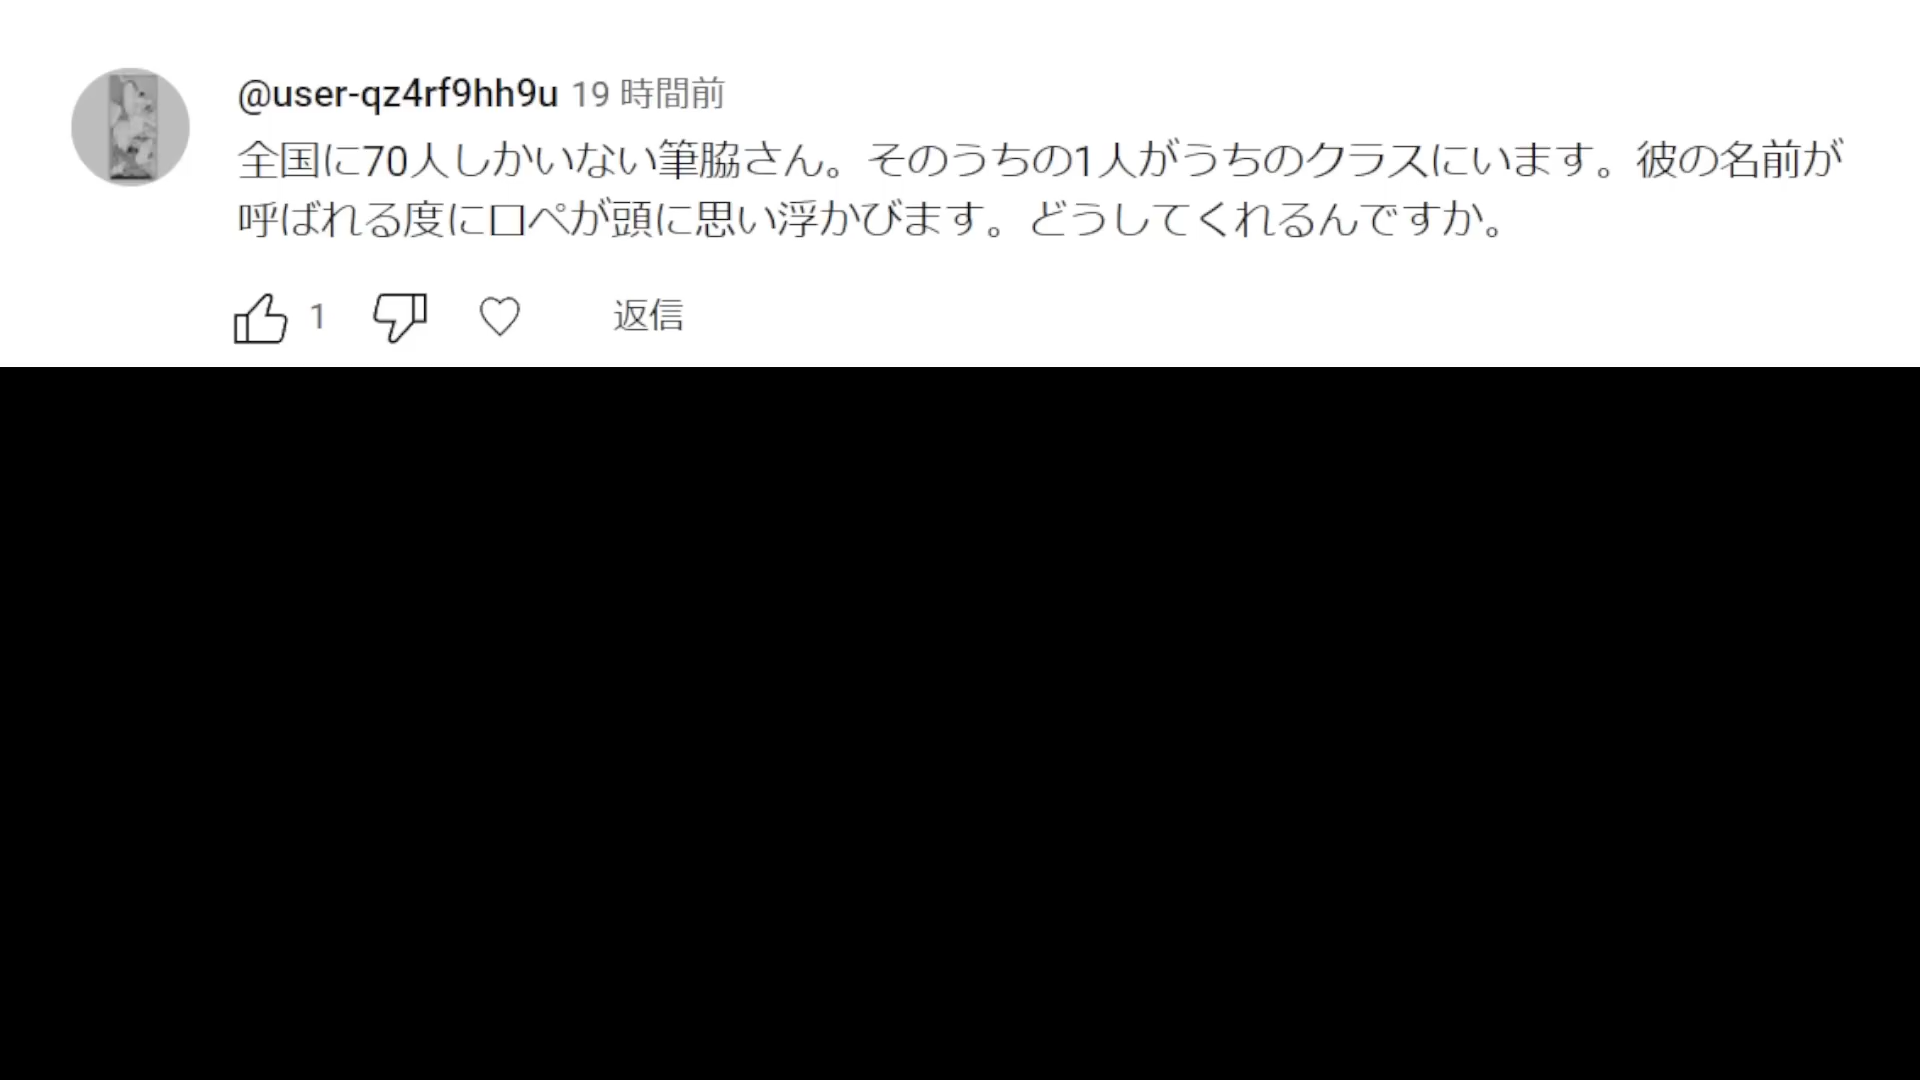 @user-qz4rf9hh9u 19 時間前
全国に70人しかいない筆脇さん。そのうちの1人がうちのクラスにいます。彼の名前が
呼ばれる度に口ペが頭に思い浮かびます。どうしてくれるんですか。
1 返信